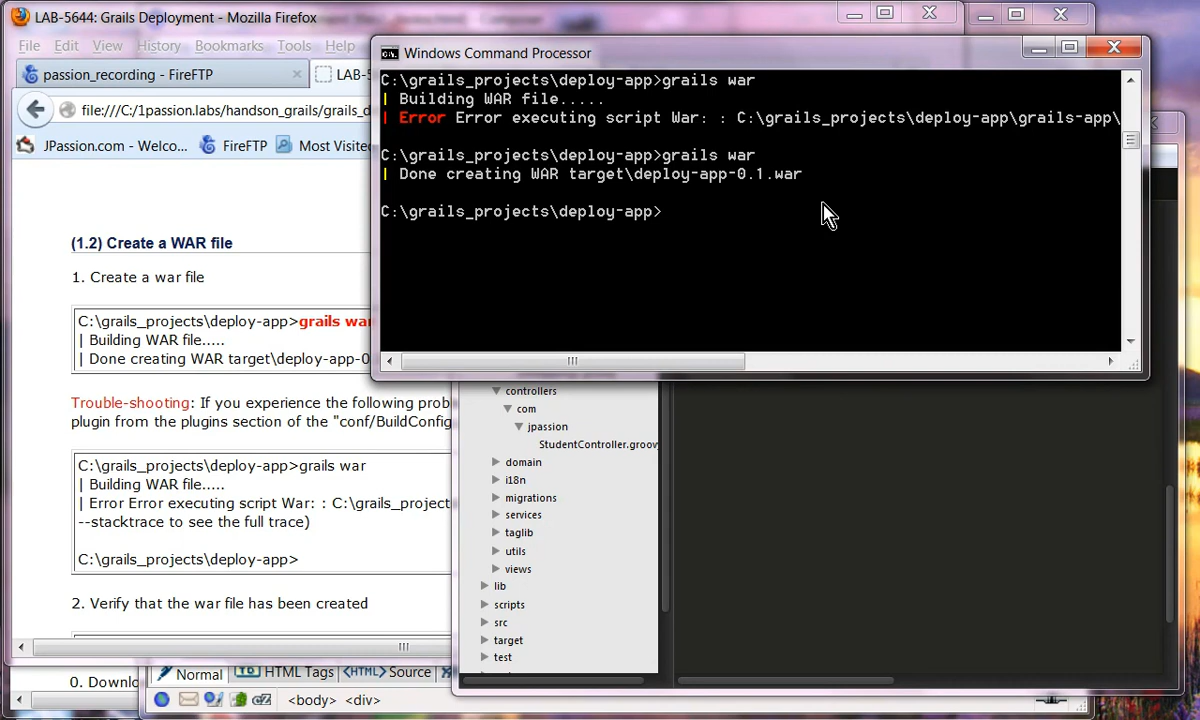 LAB-5644: Grails Deployment - Mozilla Firefox
File Edit View History Bookmarks Tools Help
passion_recording - FireFTP
LAB-5
file:///C:/1passion.labs/handson_grails/grails_d
JPassion.com - Welco...
FireFTP
Most Visite
(1.2) Create a WAR file
1. Create a war file
C:\grails_projects\deploy-app>grails war
| Building WAR file.....
| Done creating WAR target\deploy-app-0
Trouble-shooting: If you experience the following prob
plugin from the plugins section of the "conf/BuildConfig
C:\grails_projects\deploy-app>grails war
| Building WAR file.....
| Error Error executing script War: : C:\grails_project
--stacktrace to see the full trace)
C:\grails_projects\deploy-app>
2. Verify that the war file has been created
0. Downlo
Windows Command Processor
C:\grails_projects\deploy-app>grails war
| Building WAR file.....
| Error Error executing script War: : C:\grails_projects\deploy-app\grails-app\
C:\grails_projects\deploy-app>grails war
| Done creating WAR target\deploy-app-0.1.war
C:\grails_projects\deploy-app>
controllers
com
jpassion
StudentController.groovy
domain
i18n
migrations
services
taglib
utils
views
lib
scripts
src
target
test
Normal
HTML Tags
<HTML> Source
<body> <div>